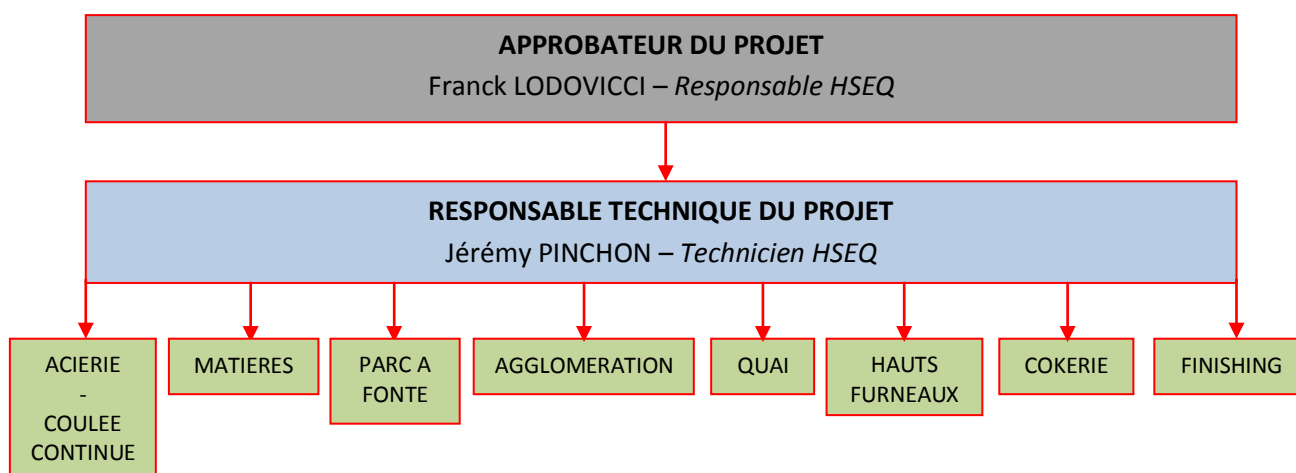 APPROBATEUR DU PROJET
Franck LODOVICCI – Responsable HSEQ
RESPONSABLE TECHNIQUE DU PROJET
Jérémy PINCHON – Technicien HSEQ
ACIERIE
-
COULEE
CONTINUE
MATIERES
PARC A
FONTE
AGGLOMERATION
QUAI
HAUTS
FURNEAUX
COKERIE
FINISHING